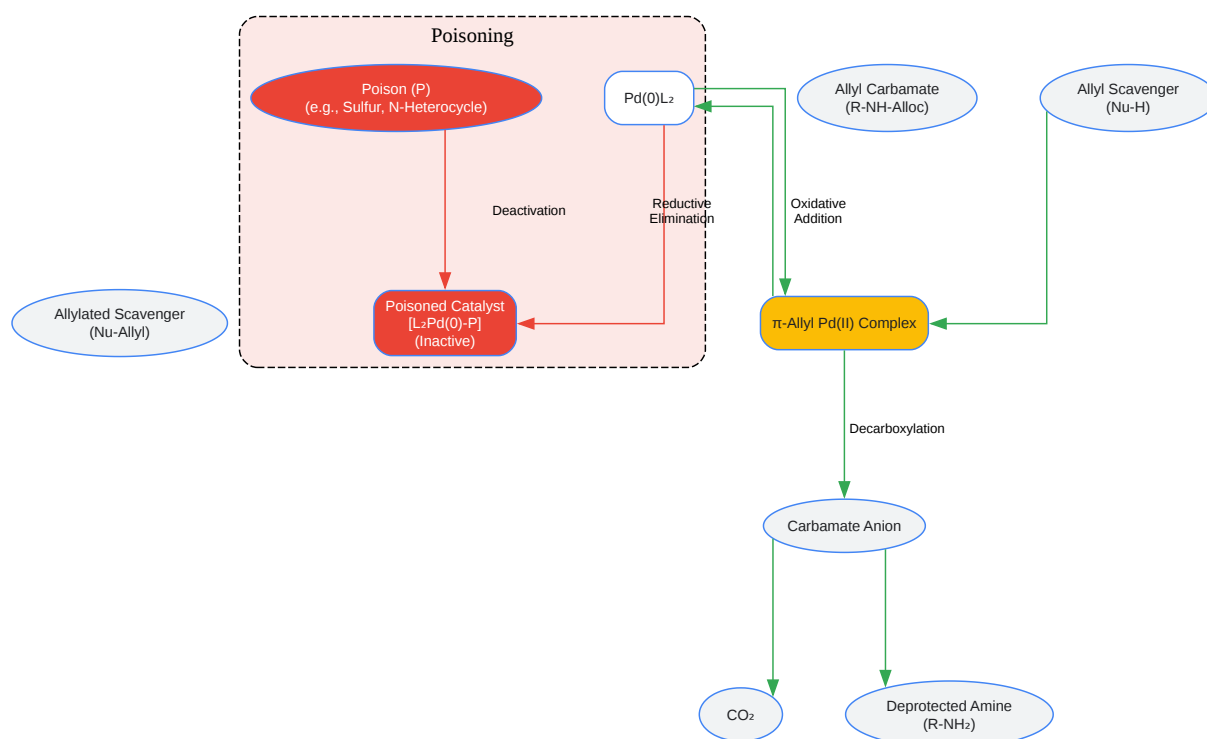 Poisoning
Poison (P)
(e.g., Sulfur, N-Heterocycle)
Pd(0)L₂
Allyl Carbamate
(R-NH-Alloc)
Allyl Scavenger
(Nu-H)
Deactivation
Reductive
Elimination
Oxidative
Addition
Allylated Scavenger
(Nu-Allyl)
Poisoned Catalyst
[L₂Pd(0)-P]
(Inactive)
π-Allyl Pd(II) Complex
Decarboxylation
Carbamate Anion
CO₂
Deprotected Amine
(R-NH₂)